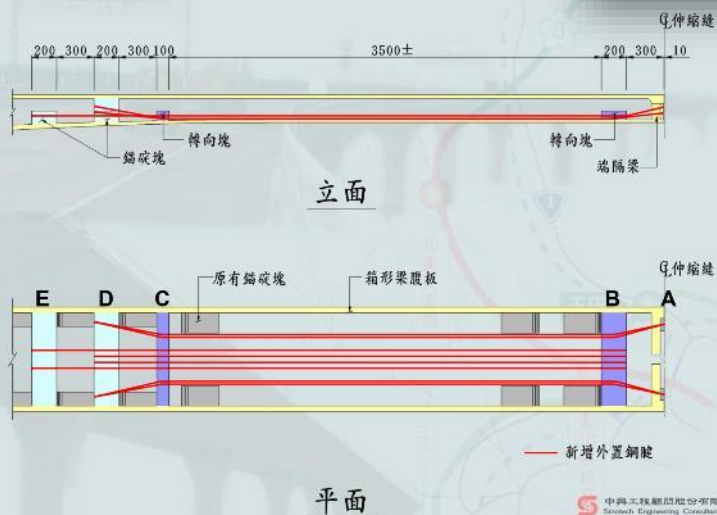 ℄伸縮縫
200 300 200 300 100 3500± 200 300 10
轉向塊 轉向塊
錨碇塊 端隔梁
立面
原有錨碇塊 箱形梁腹板 ℄伸縮縫
E D C B A
新增外置鋼腱
平面
中興工程顧問股份有限
Sinotech Engineering Consultan